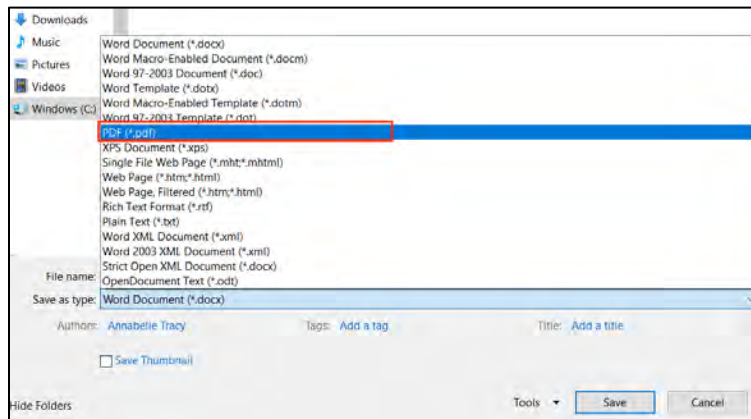 Downloads
Music
Pictures
Videos
Windows (C:)
Word Document (*.docx)
Word Macro-Enabled Document (*.docm)
Word 97-2003 Document (*.doc)
Word Template (*.dotx)
Word Macro-Enabled Template (*.dotm)
Word 97-2003 Template (*.dot)
PDF (*.pdf)
XPS Document (*.xps)
Single File Web Page (*.mht;*.mhtml)
Web Page (*.htm;*.html)
Web Page, Filtered (*.htm;*.html)
Rich Text Format (*.rtf)
Plain Text (*.txt)
Word XML Document (*.xml)
Word 2003 XML Document (*.xml)
Strict Open XML Document (*.docx)
OpenDocument Text (*.odt)
File name:
Save as type: Word Document (*.docx)
Authors: Annabelle Tracy Tags: Add a tag Title: Add a title
Save Thumbnail
Hide Folders Tools Save Cancel